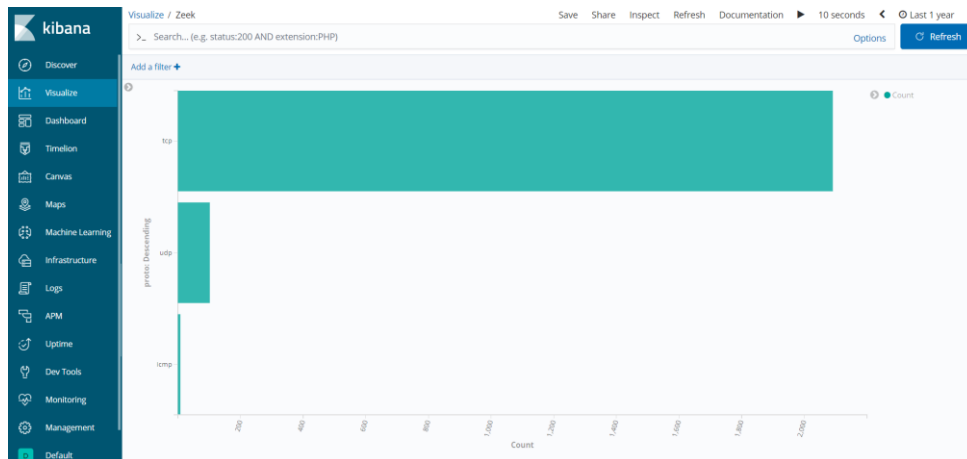 kibana
Discover
Visualize
Dashboard
Timelion
Canvas
Maps
Machine Learning
Infrastructure
Logs
APM
Uptime
Dev Tools
Monitoring
Management
D Default
Visualize / Zeek
Save Share Inspect Refresh Documentation 10 seconds Last 1 year
>_ Search... (e.g. status:200 AND extension:PHP) Options Refresh
Add a filter +
Count
tcp
udp
icmp
proto: Descending
200 400 600 800 1,000 1,200 1,400 1,600 1,800 2,000
Count